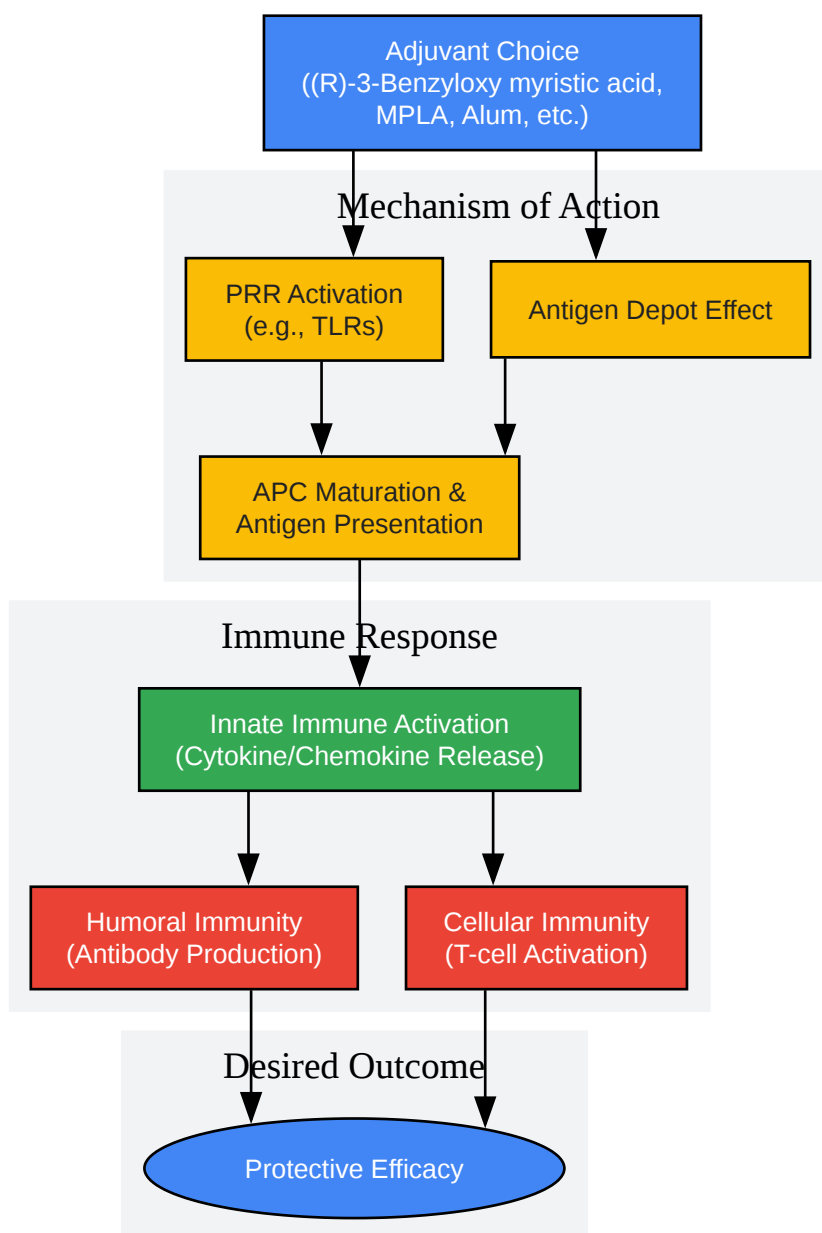 Adjuvant Choice
((R)-3-Benzyloxy myristic acid,
MPLA, Alum, etc.)
Mechanism of Action
PRR Activation
(e.g., TLRs)
Antigen Depot Effect
APC Maturation &
Antigen Presentation
Immune Response
Innate Immune Activation
(Cytokine/Chemokine Release)
Humoral Immunity
(Antibody Production)
Cellular Immunity
(T-cell Activation)
Desired Outcome
Protective Efficacy